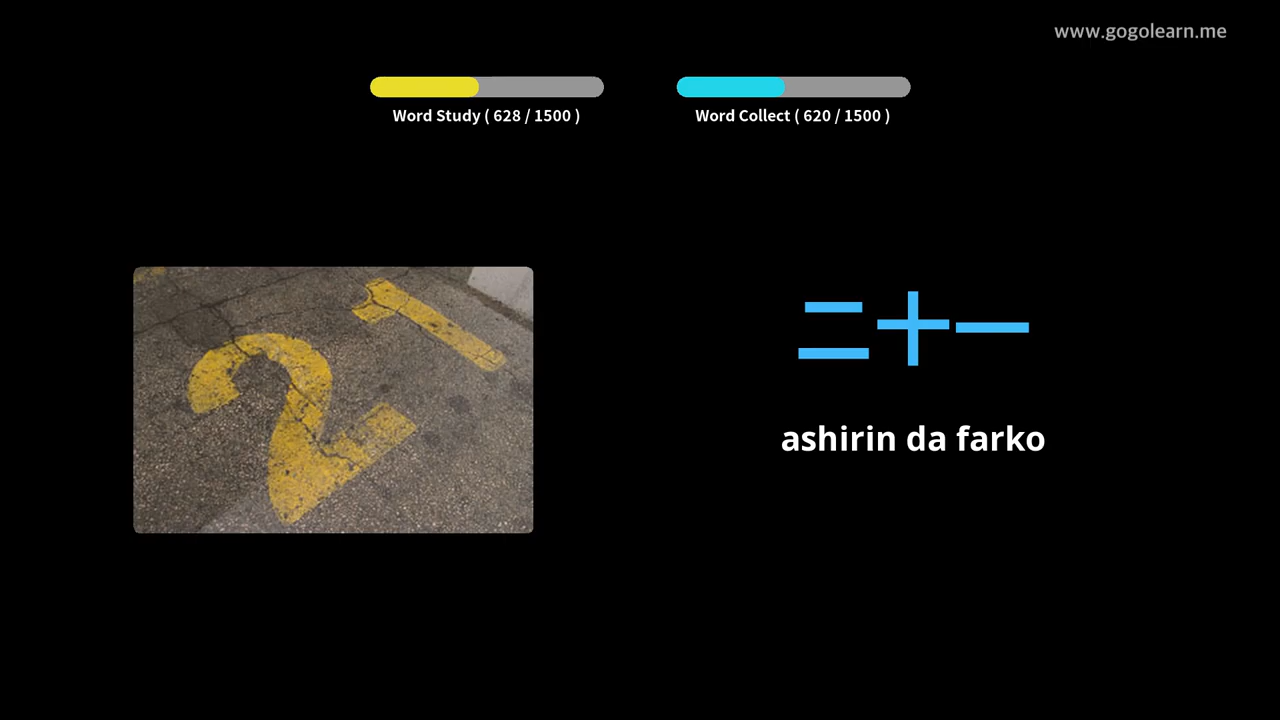 www.gogolearn.me
Word Study ( 628 / 1500 )
Word Collect ( 620 / 1500 )
21
二十一
ashirin da farko